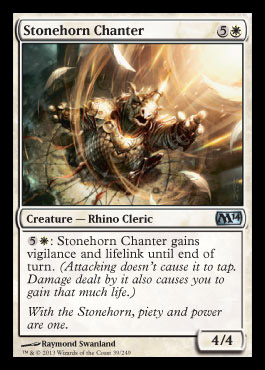 Stonehorn Chanter 5
Creature — Rhino Cleric M14
5 : Stonehorn Chanter gains
vigilance and lifelink until end of
turn. (Attacking doesn't cause it to tap.
Damage dealt by it also causes you to
gain that much life.)
With the Stonehorn, piety and power
are one.
Raymond Swanland
™ & © 2013 Wizards of the Coast 39/249
4/4